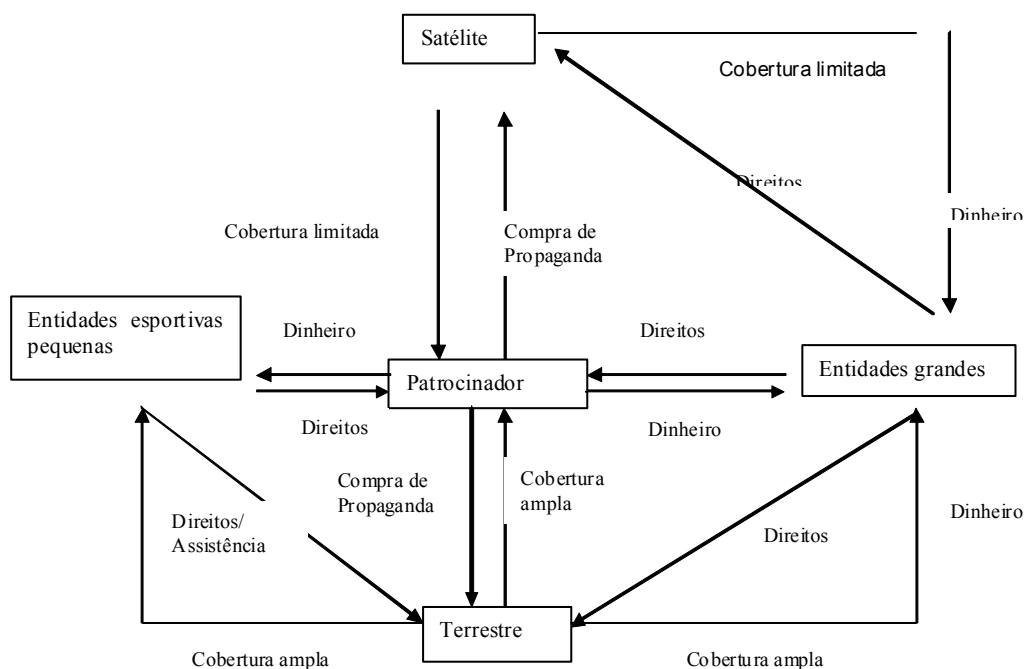 Satélite
Cobertura limitada
Direitos
Dinheiro
Cobertura limitada
Compra de
Propaganda
Entidades esportivas
pequenas
Dinheiro
Direitos
Patrocinador
Entidades grandes
Direitos
Dinheiro
Compra de
Propaganda
Cobertura
ampla
Direitos/
Assistência
Direitos
Dinheiro
Terrestre
Cobertura ampla
Cobertura ampla